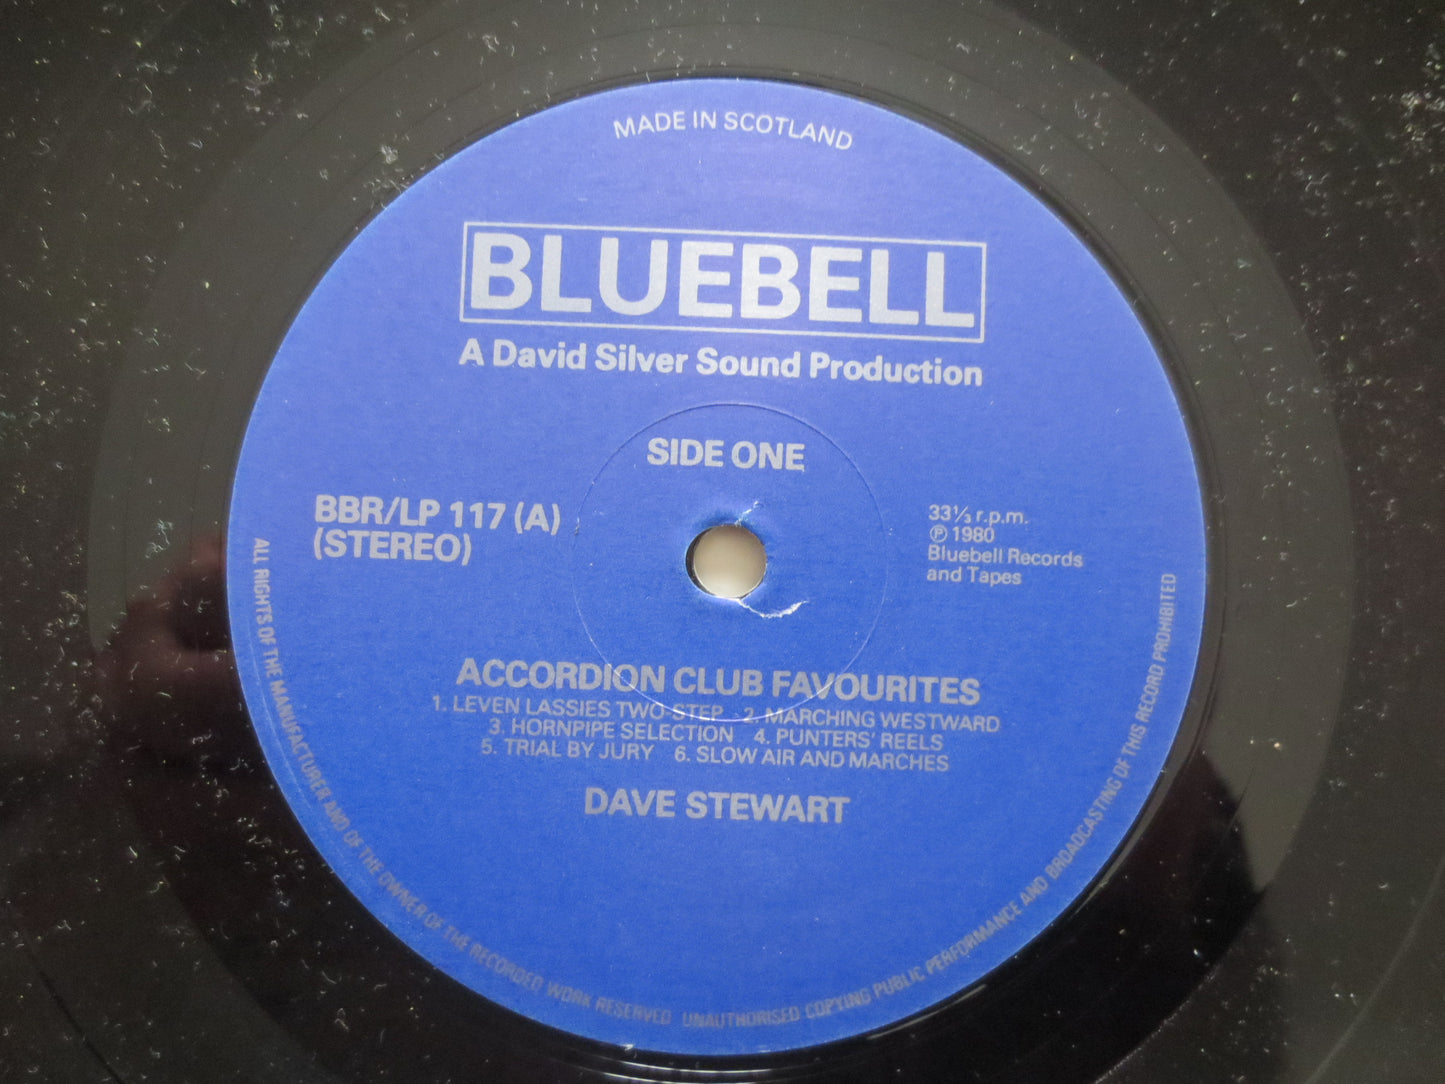 MADE IN SCOTLAND
BLUEBELL
A David Silver Sound Production
SIDE ONE
BBR/LP 117 (A)
(STEREO)
33⅓ r.p.m.
℗ 1980
Bluebell Records
and Tapes
ACCORDION CLUB FAVOURITES
1. LEVEN LASSIES TWO-STEP 2. MARCHING WESTWARD
3. HORNPIPE SELECTION 4. PUNTERS' REELS
5. TRIAL BY JURY 6. SLOW AIR AND MARCHES
DAVE STEWART
ALL RIGHTS OF THE MANUFACTURER AND OF THE OWNER OF THE RECORDED WORK RESERVED UNAUTHORISED COPYING PUBLIC PERFORMANCE AND BROADCASTING OF THIS RECORD PROHIBITED